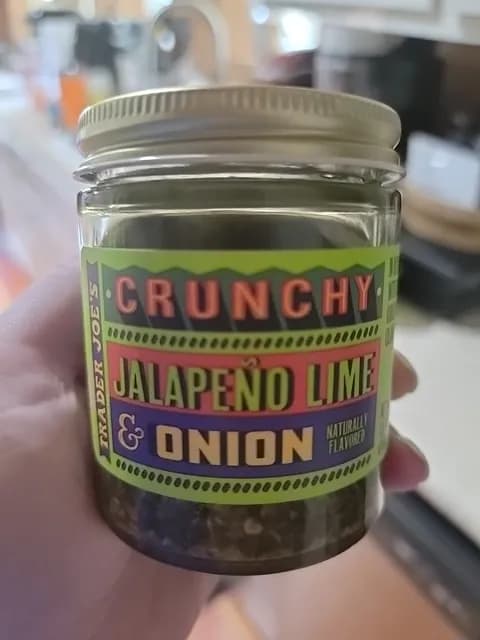 TRADER JOE'S
CRUNCHY
JALAPEÑO LIME
& ONION
NATURALLY
FLAVORED